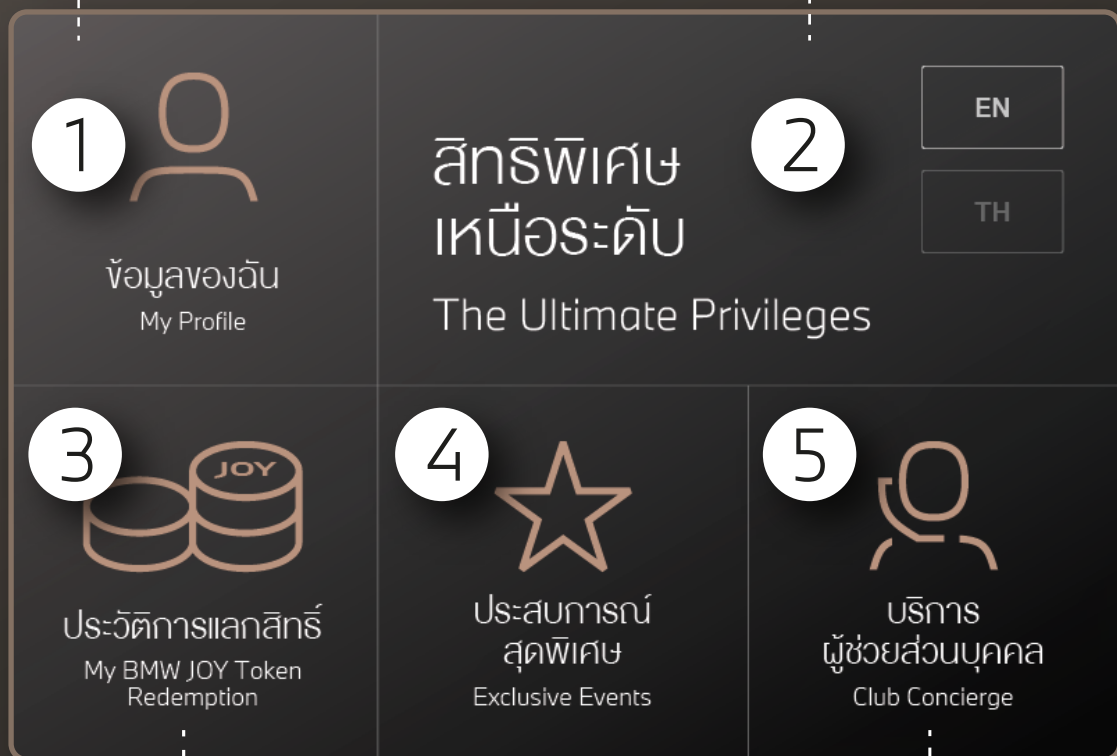 1
ข้อมูลของฉัน
My Profile
2
สิทธิพิเศษ
เหนือระดับ
The Ultimate Privileges
EN
TH
3
JOY
ประวัติการแลกสิทธิ์
My BMW JOY Token
Redemption
4
ประสบการณ์
สุดพิเศษ
Exclusive Events
5
บริการ
ผู้ช่วยส่วนบุคคล
Club Concierge